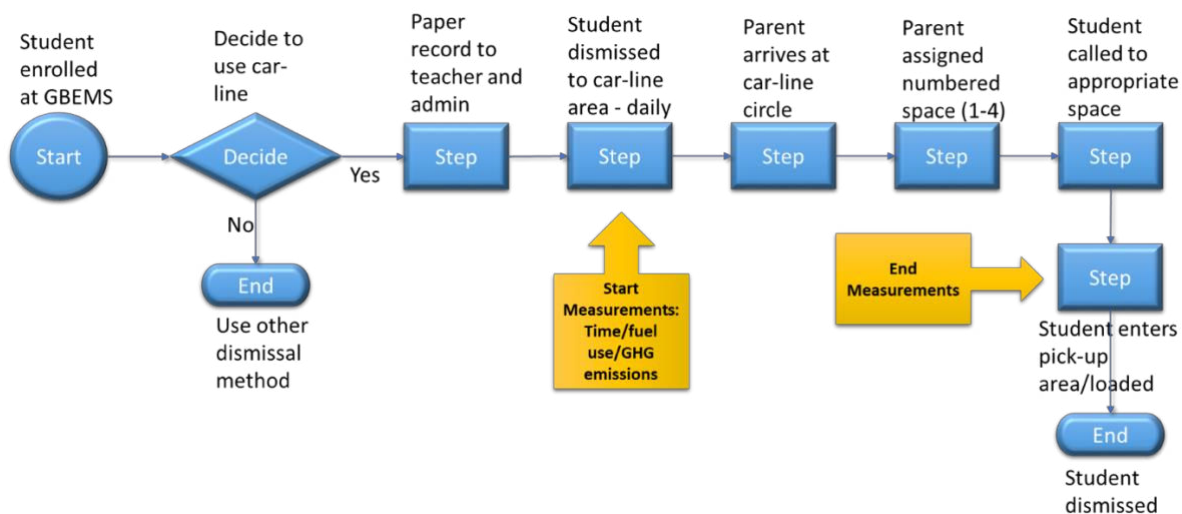 Student
enrolled
at GBEMS
Start
Decide to
use car-
line
Decide
Yes
No
End
Use other
dismissal
method
Paper
record to
teacher and
admin
Step
Student
dismissed
to car-line
area - daily
Step
Start
Measurements:
Time/fuel
use/GHG
emissions
Parent
arrives at
car-line
circle
Step
Parent
assigned
numbered
space (1-4)
Step
Student
called to
appropriate
space
Step
End
Measurements
Step
Student enters
pick-up
area/loaded
End
Student
dismissed